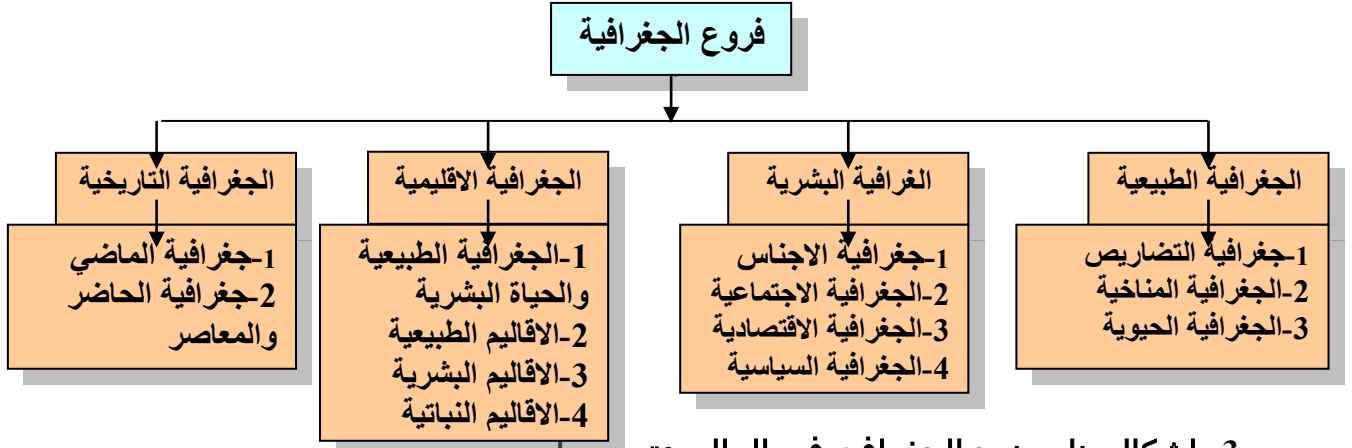 فروع الجغرافية
الجغرافية الطبيعية
1-جغرافية التضاريص
2-الجغرافية المناخية
3-الجغرافية الحيوية
الغرافية البشرية
1-جغرافية الاجناس
2-الجغرافية الاجتماعية
3-الجغرافية الاقتصادية
4-الجغرافية السياسية
الجغرافية الاقليمية
1-الجغرافية الطبيعية
والحياة البشرية
2-الاقاليم الطبيعية
3-الاقاليم البشرية
4-الاقاليم النباتية
الجغرافية التاريخية
1-جغرافية الماضي
2-جغرافية الحاضر
والمعاصر